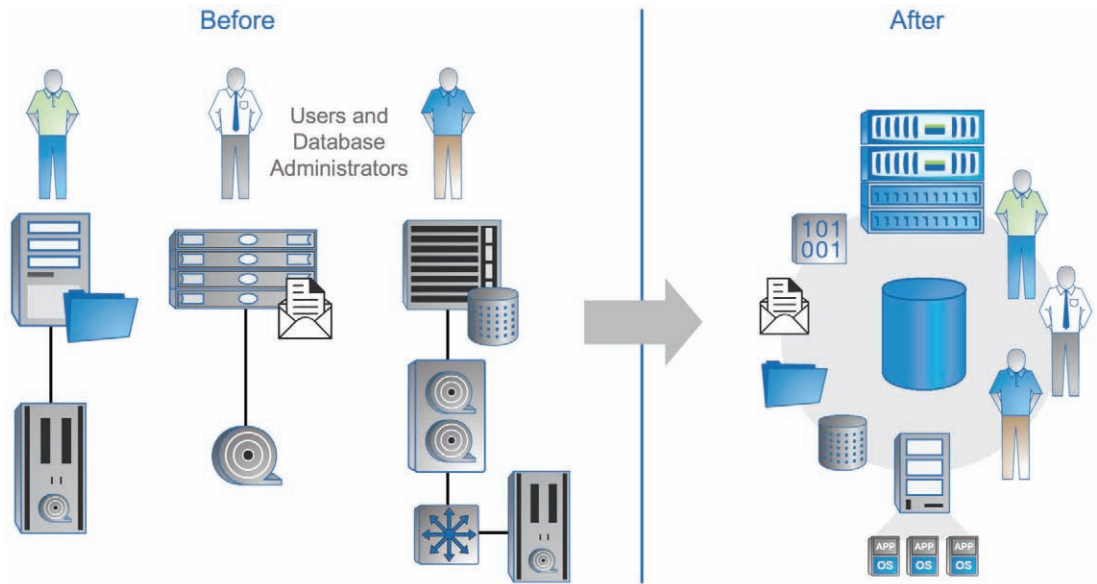 Before
After
Users and
Database
Administrators
101
001
APP
OS
APP
OS
APP
OS